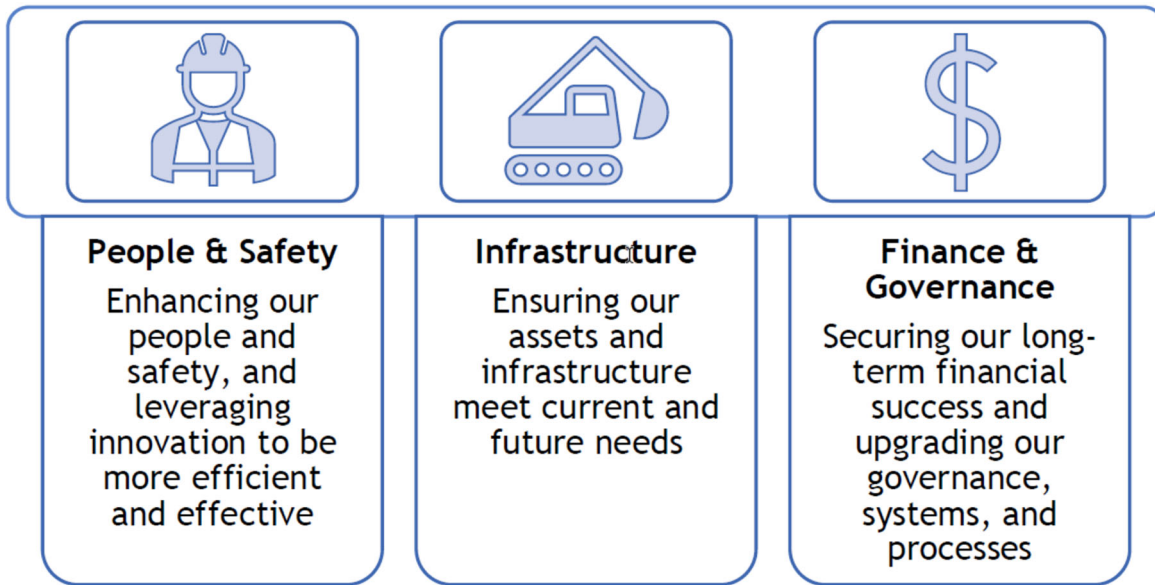 People & Safety
Enhancing our
people and
safety, and
leveraging
innovation to be
more efficient
and effective
Infrastructure
Ensuring our
assets and
infrastructure
meet current and
future needs
Finance &
Governance
Securing our long-
term financial
success and
upgrading our
governance,
systems, and
processes